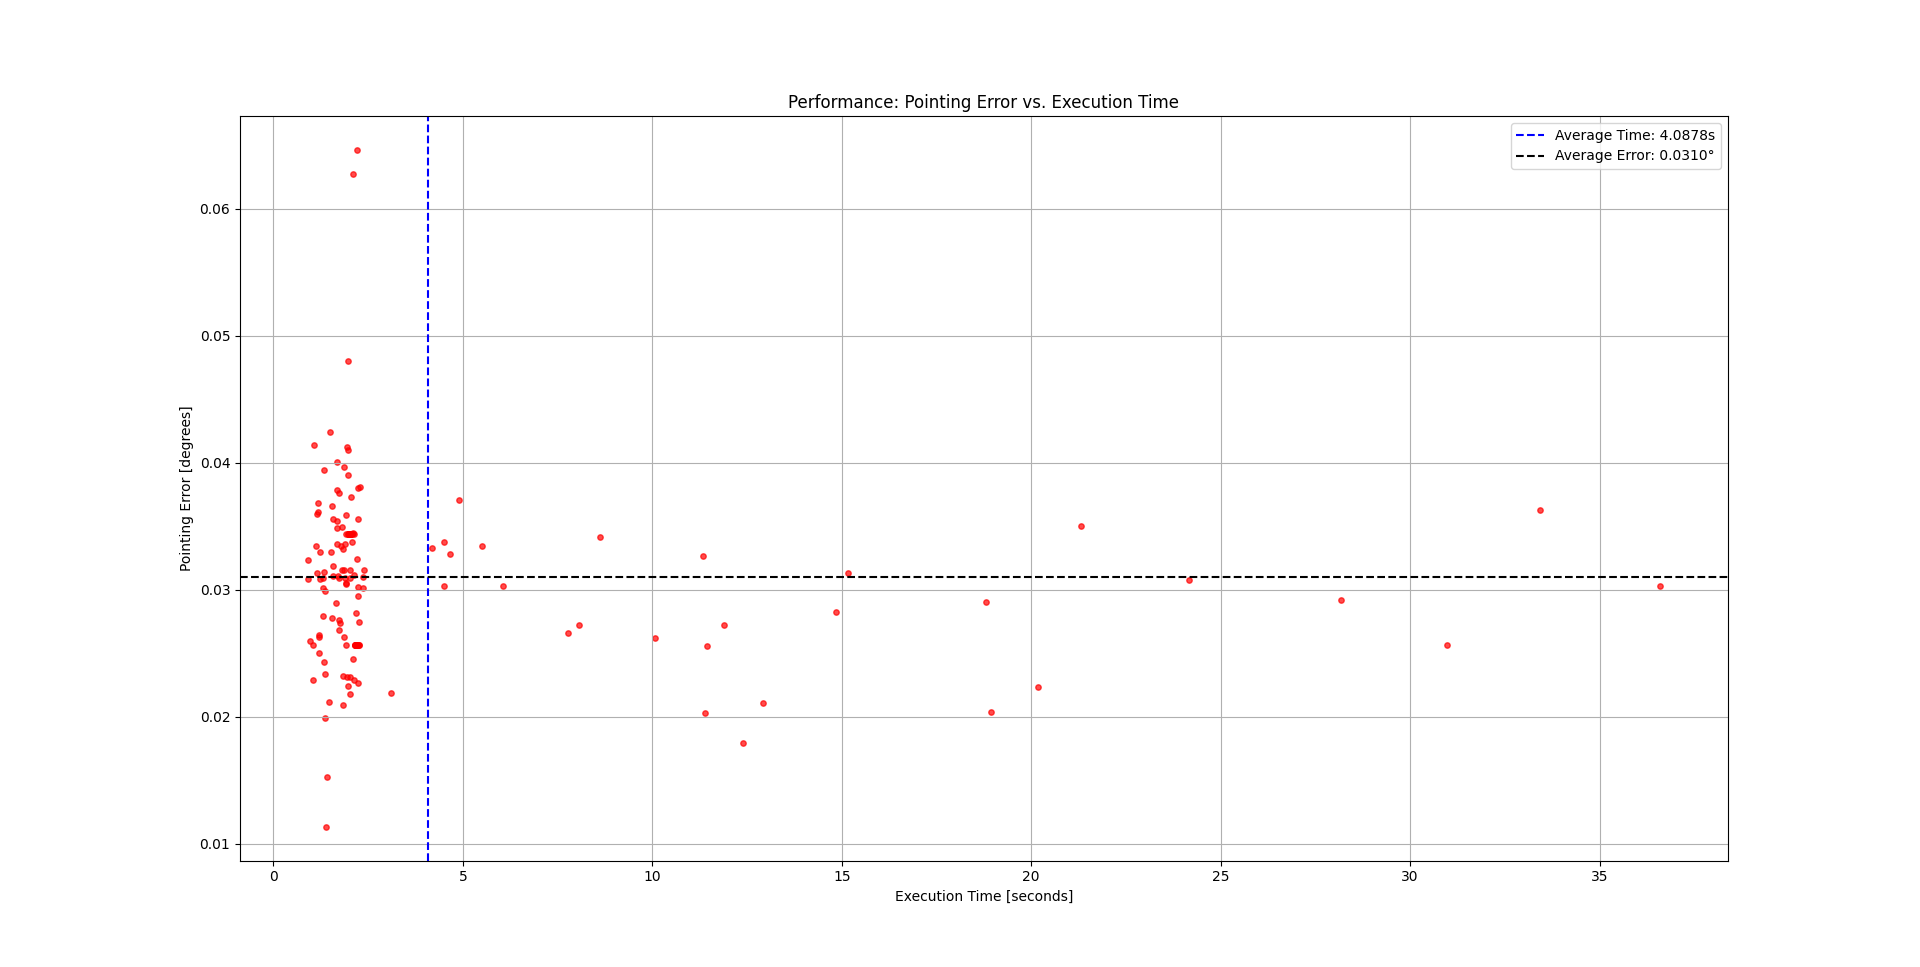 Performance: Pointing Error vs. Execution Time
Average Time: 4.0878s
Average Error: 0.0310°
Pointing Error [degrees]
0.06
0.05
0.04
0.03
0.02
0.01
0 5 10 15 20 25 30 35
Execution Time [seconds]